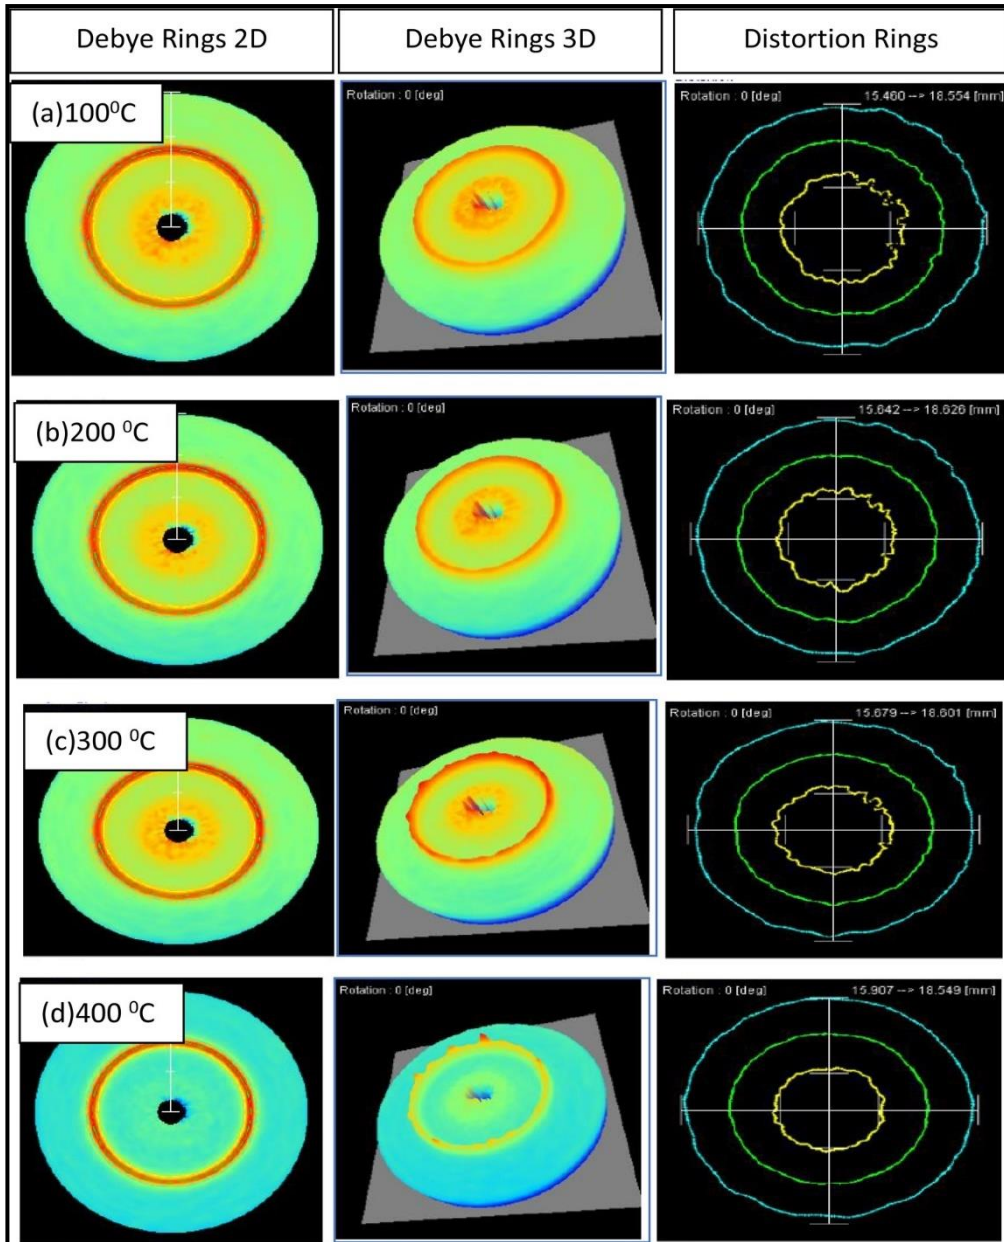 Debye Rings 2D
Debye Rings 3D
Distortion Rings
(a)100⁰C
Rotation : 0 [deg]
Rotation : 0 [deg]
15.460 --> 18.554 [mm]
(b)200 ⁰C
Rotation : 0 [deg]
Rotation : 0 [deg]
15.642 --> 18.626 [mm]
(c)300 ⁰C
Rotation : 0 [deg]
Rotation : 0 [deg]
15.679 --> 18.601 [mm]
(d)400 ⁰C
Rotation : 0 [deg]
Rotation : 0 [deg]
15.907 --> 18.549 [mm]